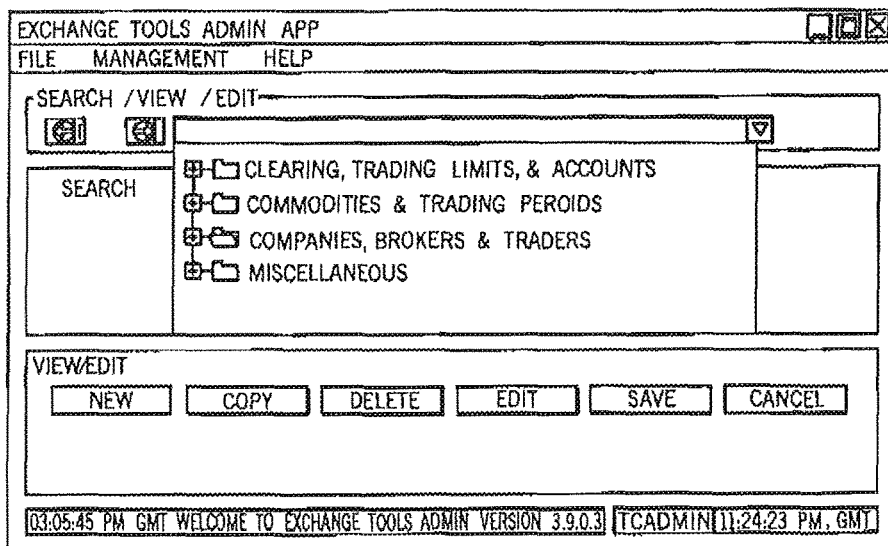 EXCHANGE TOOLS ADMIN APP
FILE MANAGEMENT HELP
SEARCH /VIEW /EDIT
SEARCH
CLEARING, TRADING LIMITS, & ACCOUNTS
COMMODITIES & TRADING PEROIDS
COMPANIES, BROKERS & TRADERS
MISCELLANEOUS
VIEW/EDIT
NEW COPY DELETE EDIT SAVE CANCEL
03:05:45 PM GMT WELCOME TO EXCHANGE TOOLS ADMIN VERSION 3.9.0.3 TCADMIN 11:24:23 PM, GMT